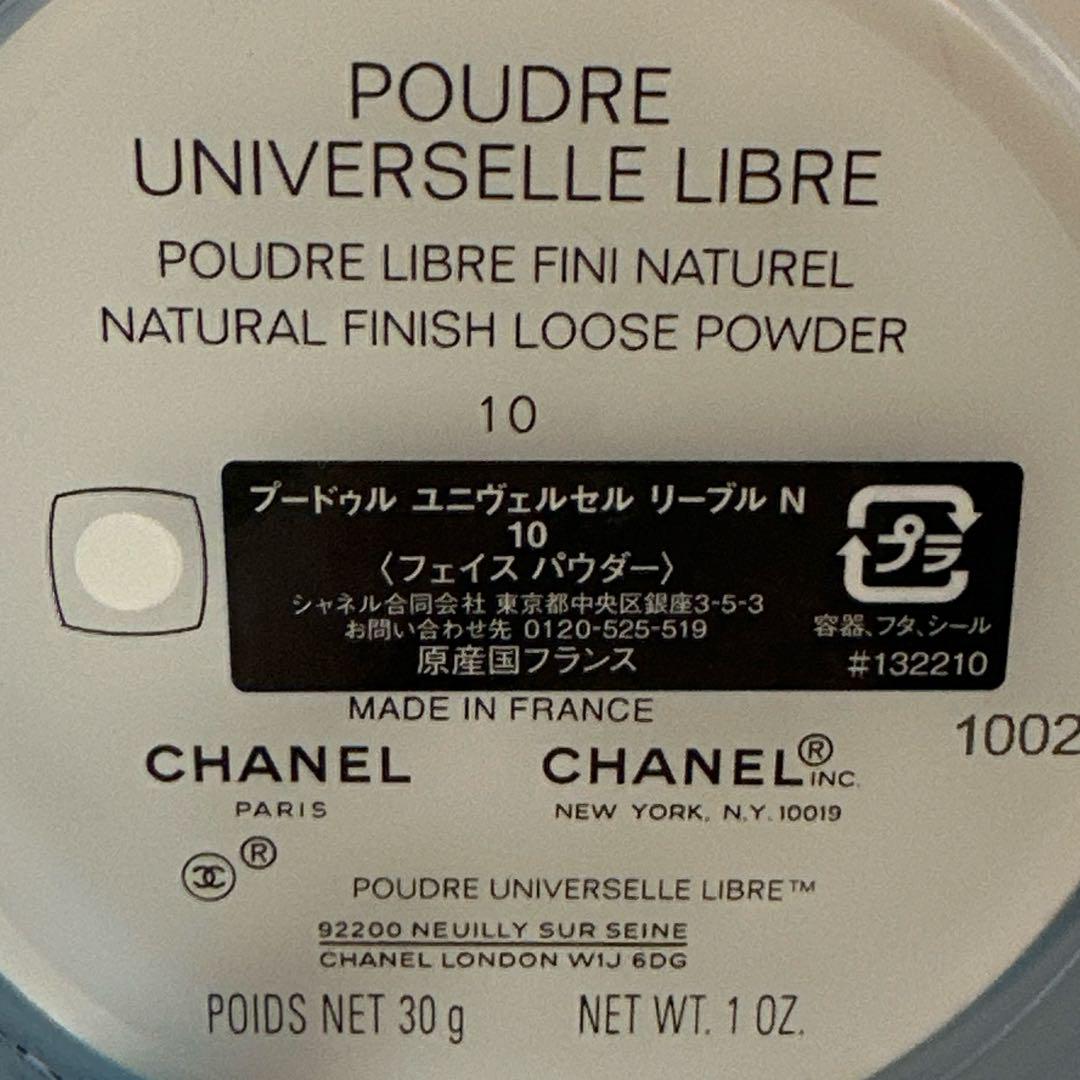 POUDRE
UNIVERSELLE LIBRE
POUDRE LIBRE FINI NATUREL
NATURAL FINISH LOOSE POWDER
10
プードゥル ユニヴェルセル リーブル N
10
〈フェイス パウダー〉
シャネル合同会社 東京都中央区銀座3-5-3
お問い合わせ先 0120-525-519
原産国フランス
プラ
容器、フタ、シール
#132210
MADE IN FRANCE
1002
CHANEL
PARIS
CHANEL® INC.
NEW YORK, N.Y. 10019
®
POUDRE UNIVERSELLE LIBRE™
92200 NEUILLY SUR SEINE
CHANEL LONDON W1J 6DG
POIDS NET 30 g NET WT. 1 OZ.